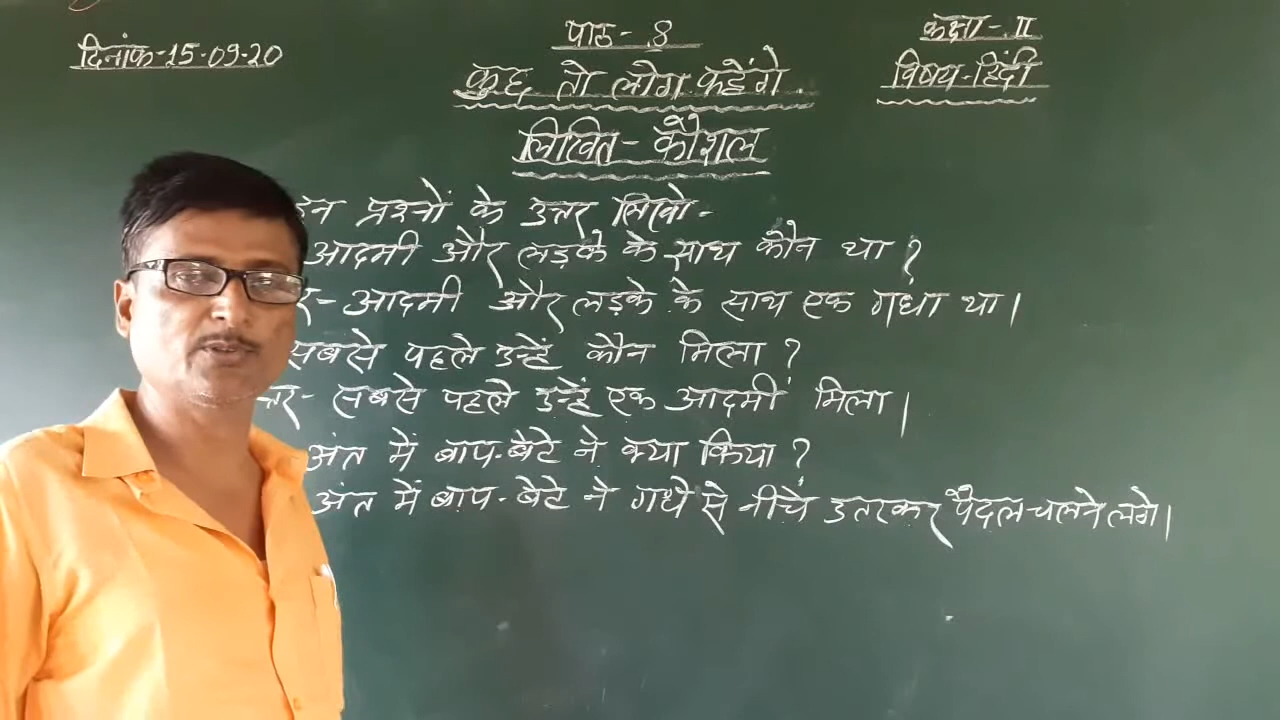 दिनांक-15-09-20
पाठ- 8
कक्षा-II
विषय-हिंदी
कुछ तो लोग कहेंगे.
लिखित-कौशल
प्रश्नों के उत्तर लिखो-
आदमी और लड़के के साथ कौन था?
आदमी और लड़के के साथ एक गधा था।
सबसे पहले उन्हें कौन मिला?
सबसे पहले उन्हें एक आदमी मिला।
अंत में बाप-बेटे ने क्या किया?
अंत में बाप-बेटे ने गधे से नीचे उतरकर पैदल चलने लगे।